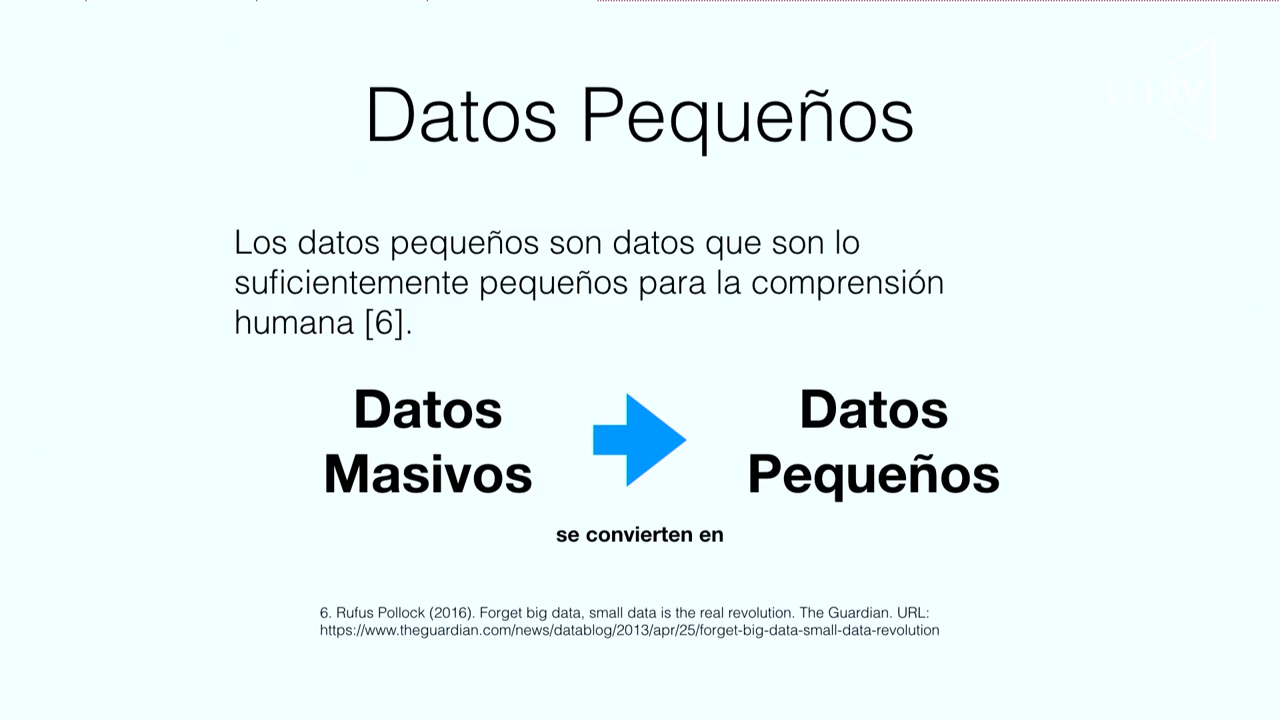 Datos Pequeños
Los datos pequeños son datos que son lo
suficientemente pequeños para la comprensión
humana [6].
Datos
Masivos
Datos
Pequeños
se convierten en
6. Rufus Pollock (2016). Forget big data, small data is the real revolution. The Guardian. URL:
https://www.theguardian.com/news/datablog/2013/apr/25/forget-big-data-small-data-revolution